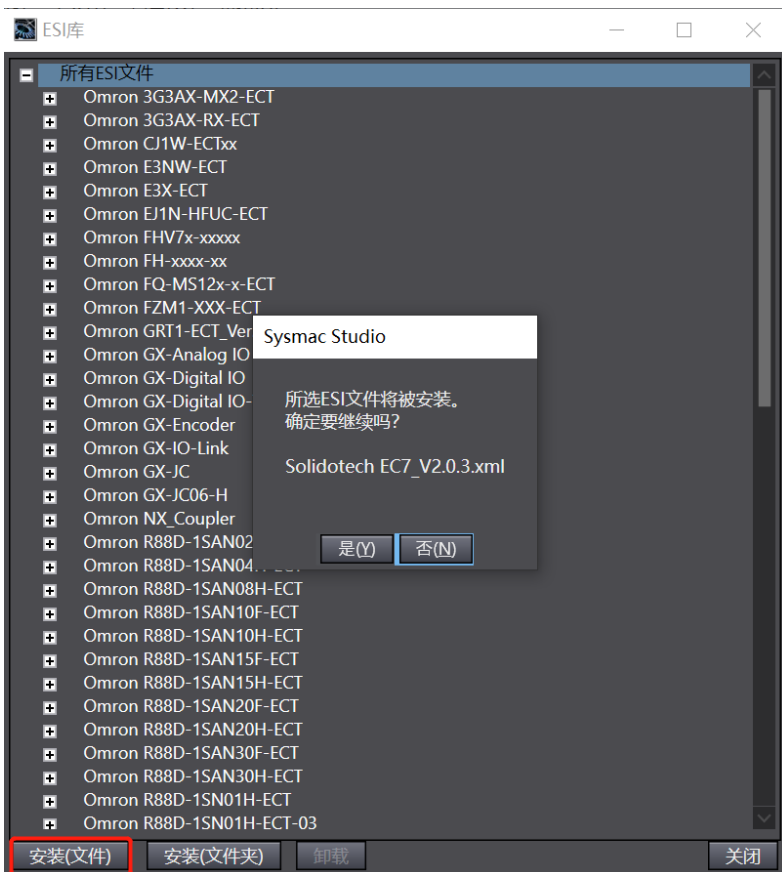 ESI库
所有ESI文件
Omron 3G3AX-MX2-ECT
Omron 3G3AX-RX-ECT
Omron CJ1W-ECTxx
Omron E3NW-ECT
Omron E3X-ECT
Omron EJ1N-HFUC-ECT
Omron FHV7x-xxxxx
Omron FH-xxxx-xx
Omron FQ-MS12x-x-ECT
Omron FZM1-XXX-ECT
Omron GRT1-ECT_Ver
Omron GX-Analog IO
Omron GX-Digital IO
Omron GX-Digital IO-
Omron GX-Encoder
Omron GX-IO-Link
Omron GX-JC
Omron GX-JC06-H
Omron NX_Coupler
Omron R88D-1SAN02
Omron R88D-1SAN04
Omron R88D-1SAN08H-ECT
Omron R88D-1SAN10F-ECT
Omron R88D-1SAN10H-ECT
Omron R88D-1SAN15F-ECT
Omron R88D-1SAN15H-ECT
Omron R88D-1SAN20F-ECT
Omron R88D-1SAN20H-ECT
Omron R88D-1SAN30F-ECT
Omron R88D-1SAN30H-ECT
Omron R88D-1SN01H-ECT
Omron R88D-1SN01H-ECT-03
Sysmac Studio
所选ESI文件将被安装。
确定要继续吗?
Solidotech EC7_V2.0.3.xml
是(Y) 否(N)
安装(文件) 安装(文件夹) 卸载 关闭